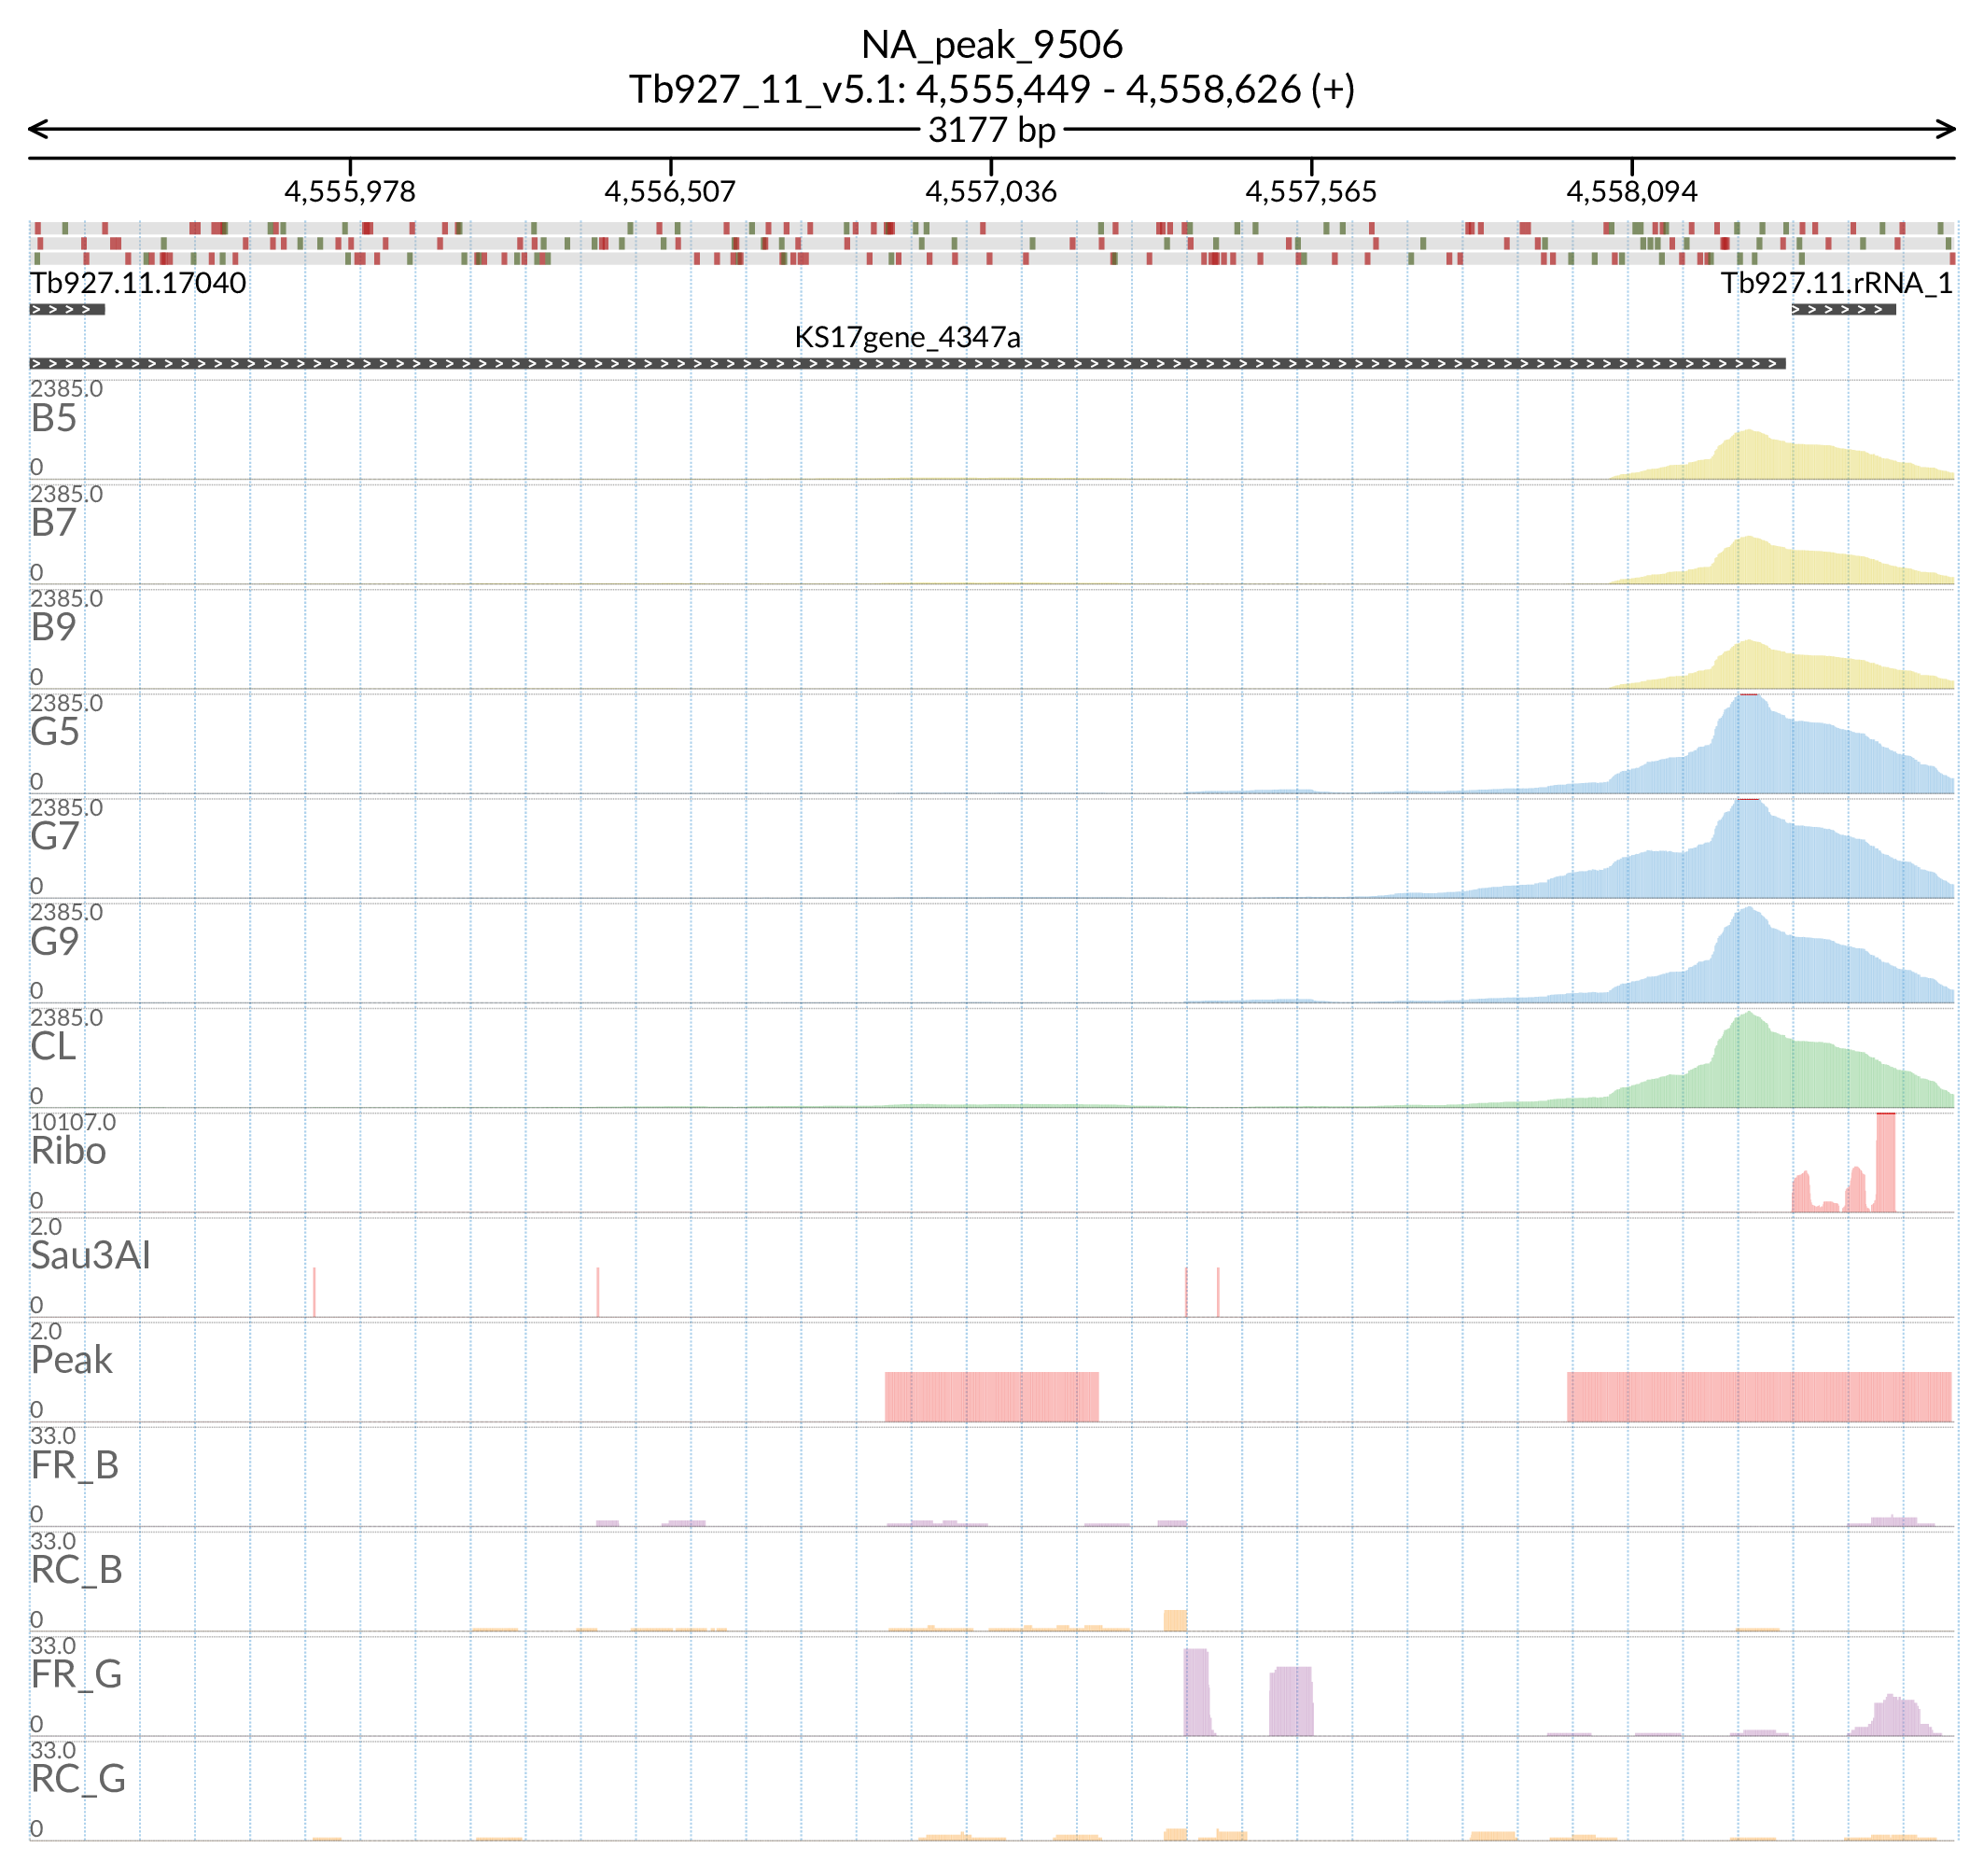 NA_peak_9506
Tb927_11_v5.1: 4,555,449 - 4,558,626 (+)
3177 bp
4,555,978 4,556,507 4,557,036 4,557,565 4,558,094
Tb927.11.17040 Tb927.11.rRNA_1
KS17gene_4347a
2385.0
B5
0
2385.0
B7
0
2385.0
B9
0
2385.0
G5
0
2385.0
G7
0
2385.0
G9
0
2385.0
CL
0
10107.0
Ribo
0
2.0
Sau3AI
0
2.0
Peak
0
33.0
FR_B
0
33.0
RC_B
0
33.0
FR_G
0
33.0
RC_G
0